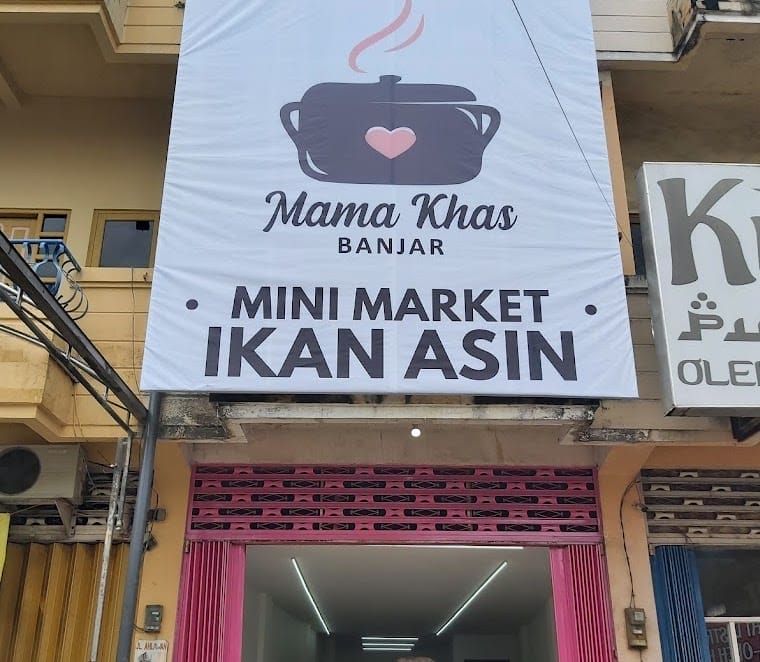 Mama Khas
BANJAR
• MINI MARKET •
IKAN ASIN
OLE